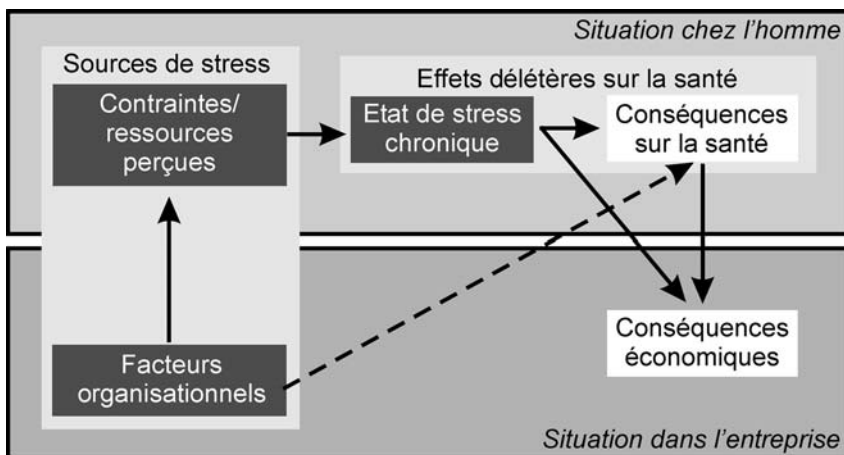 Situation chez l'homme
Sources de stress
Contraintes/
ressources
perçues
Effets délétères sur la santé
Etat de stress
chronique
Conséquences
sur la santé
Facteurs
organisationnels
Conséquences
économiques
Situation dans l'entreprise